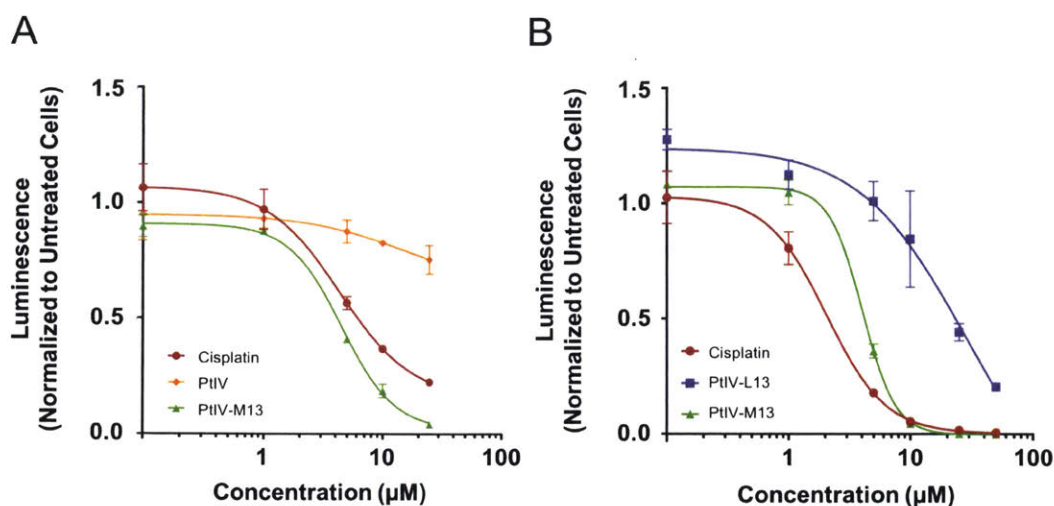 A
Luminescence
(Normalized to Untreated Cells)
1.5
1.0
0.5
0.0
Cisplatin
PtIV
PtIV-M13
1
10
100
Concentration (µM)
B
Luminescence
(Normalized to Untreated Cells)
1.5
1.0
0.5
0.0
Cisplatin
PtIV-L13
PtIV-M13
1
10
100
Concentration (µM)